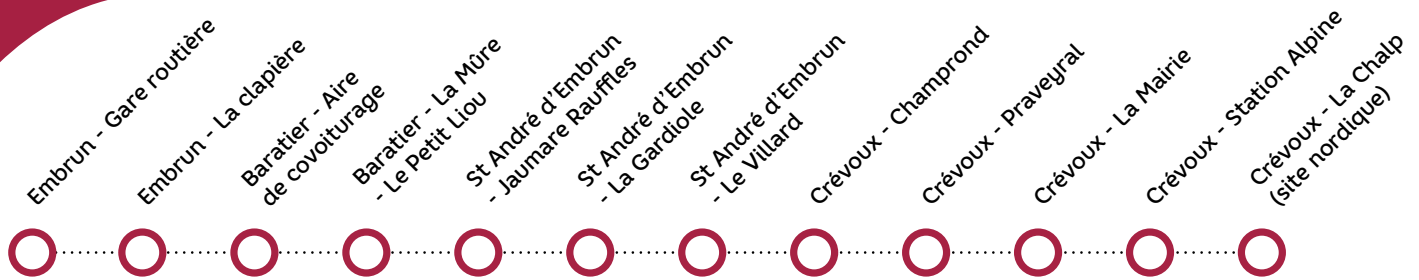 Embrun - Gare routière
Embrun - La clapière
Baratier - Aire
de covoiturage
Baratier - La Mûre
- Le Petit Liou
St André d'Embrun
- Jaumare Rauffles
St André d'Embrun
- La Gardiole
St André d'Embrun
- Le Villard
Crévoux - Champrond
Crévoux - Praveyral
Crévoux - La Mairie
Crévoux - Station Alpine
Crévoux - La Chalp
(site nordique)